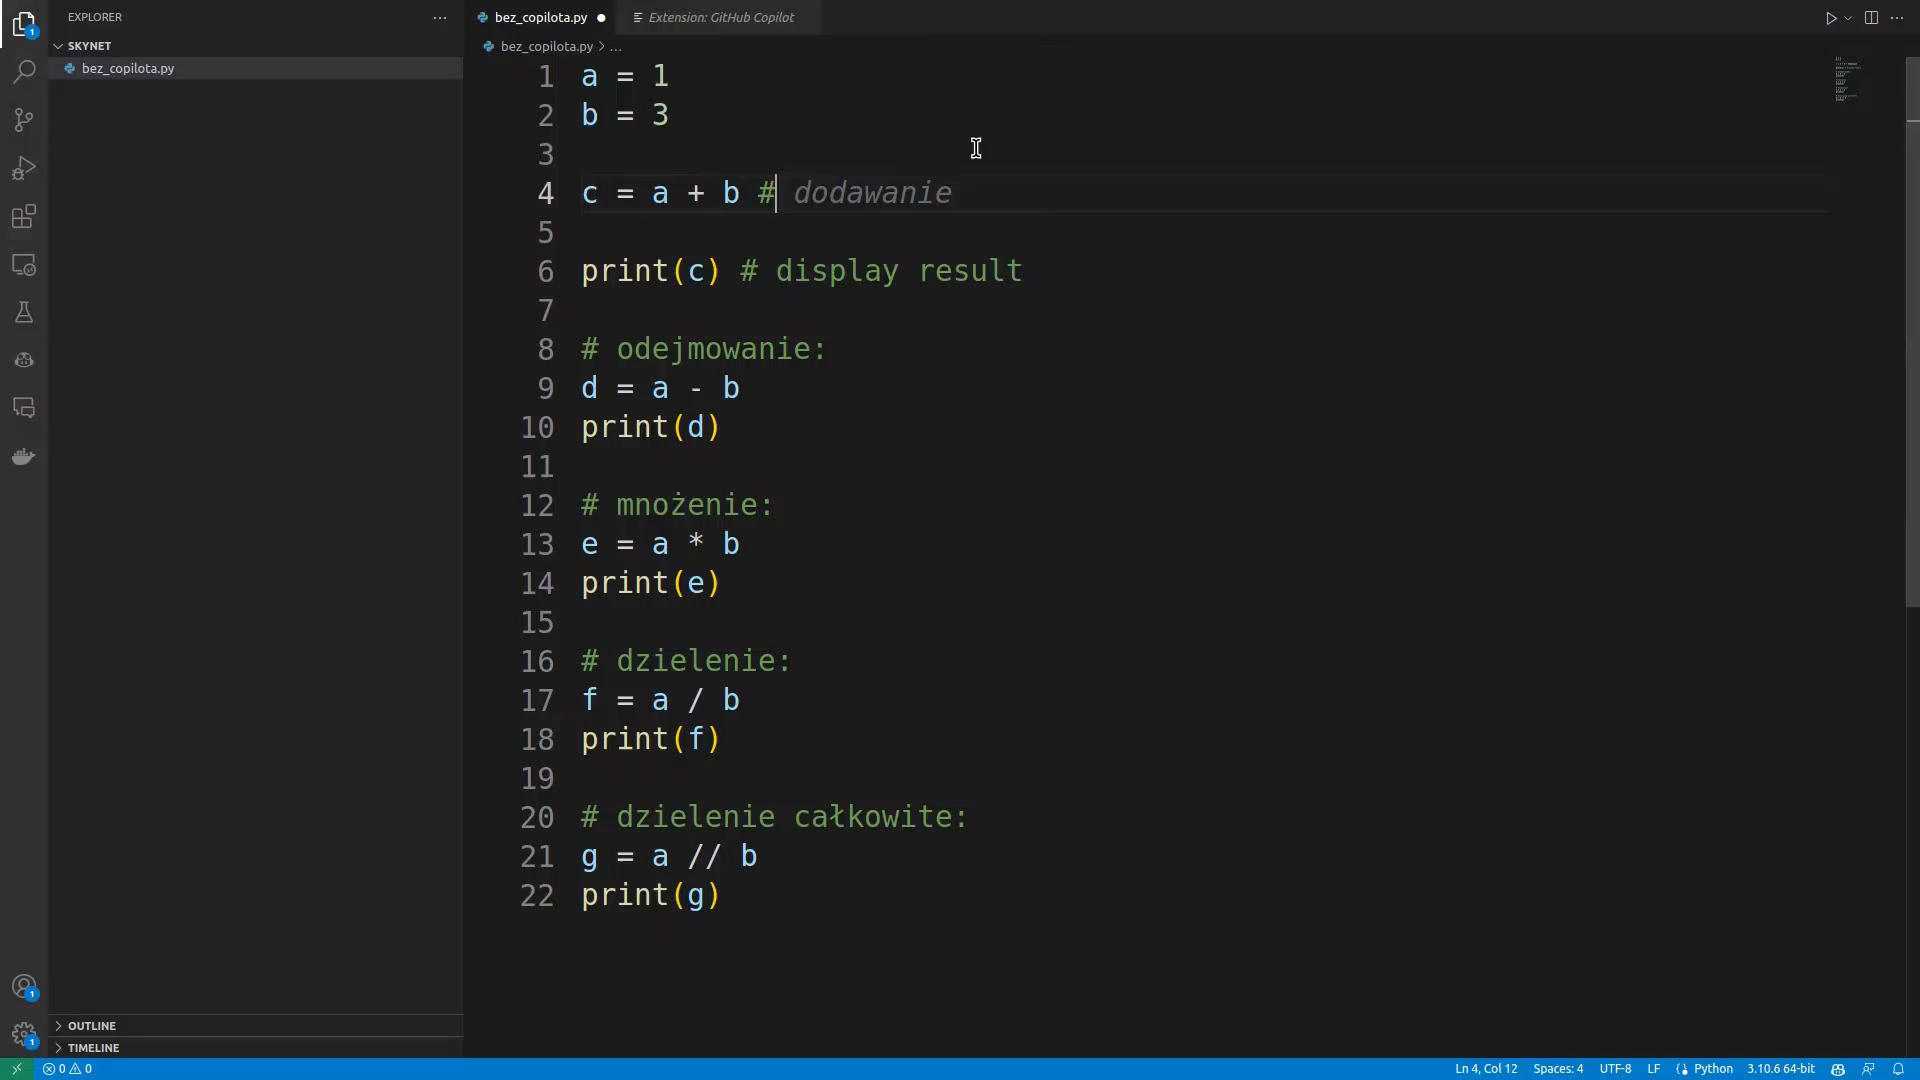 EXPLORER
SKYNET
bez_copilota.py
OUTLINE
TIMELINE
bez_copilota.py
Extension: GitHub Copilot
bez_copilota.py > ...
1 a = 1
2 b = 3
3
4 c = a + b # dodawanie
5
6 print(c) # display result
7
8 # odejmowanie:
9 d = a - b
10 print(d)
11
12 # mnożenie:
13 e = a * b
14 print(e)
15
16 # dzielenie:
17 f = a / b
18 print(f)
19
20 # dzielenie całkowite:
21 g = a // b
22 print(g)
1
1
1
0 0 Ln 4, Col 12 Spaces: 4 UTF-8 LF Python 3.10.6 64-bit